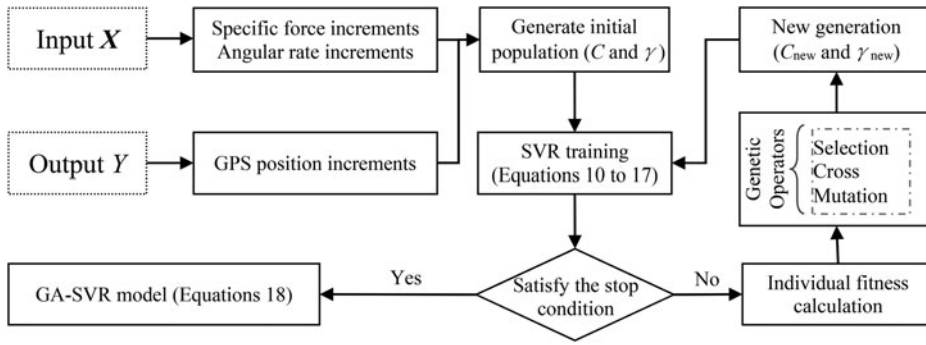 Input X
Specific force increments
Angular rate increments
Generate initial
population (C and γ)
New generation
(Cnew and γnew)
Output Y
GPS position increments
SVR training
(Equations 10 to 17)
Genetic
Operators
Selection
Cross
Mutation
GA-SVR model (Equations 18)
Yes
Satisfy the stop
condition
No
Individual fitness
calculation